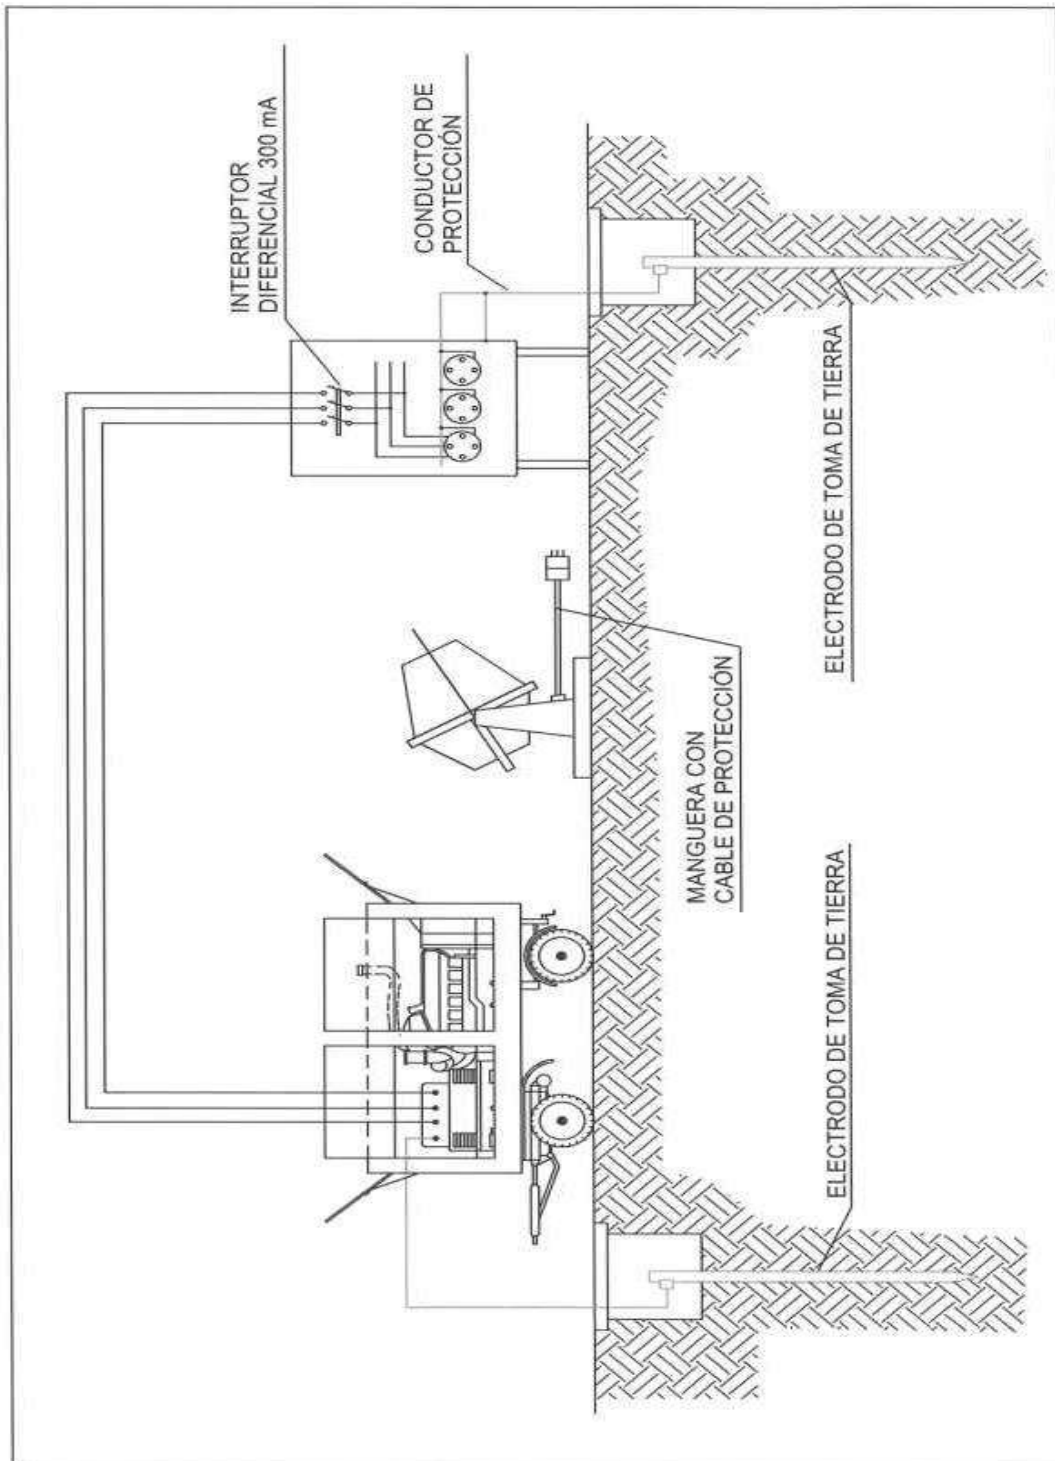 INTERRUPTOR
DIFERENCIAL 300 mA
CONDUCTOR DE
PROTECCIÓN
MANGUERA CON
CABLE DE PROTECCIÓN
ELECTRODO DE TOMA DE TIERRA
ELECTRODO DE TOMA DE TIERRA